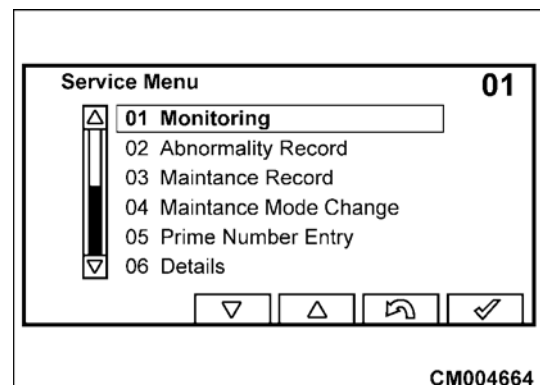 Service Menu 01
01 Monitoring
02 Abnormality Record
03 Maintance Record
04 Maintance Mode Change
05 Prime Number Entry
06 Details
CM004664